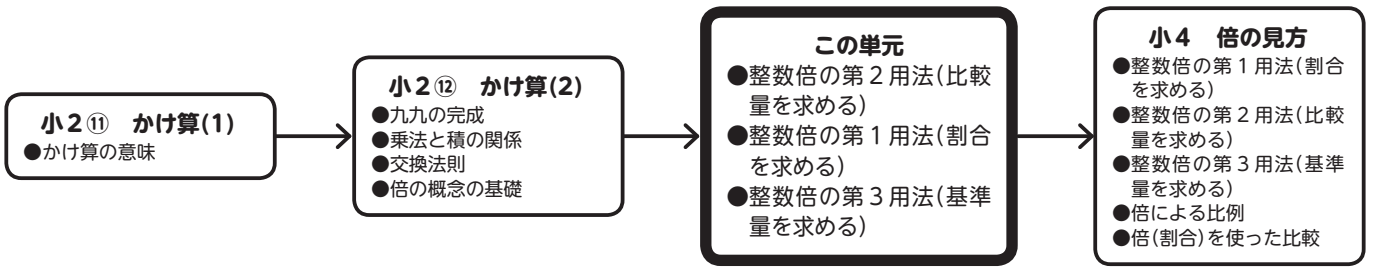 小2⑪ かけ算(1)
●かけ算の意味
小2⑫ かけ算(2)
●九九の完成
●乗法と積の関係
●交換法則
●倍の概念の基礎
この単元
●整数倍の第2用法(比較
量を求める)
●整数倍の第1用法(割合
を求める)
●整数倍の第3用法(基準
量を求める)
小4 倍の見方
●整数倍の第1用法(割合
を求める)
●整数倍の第2用法(比較
量を求める)
●整数倍の第3用法(基準
量を求める)
●倍による比例
●倍(割合)を使った比較